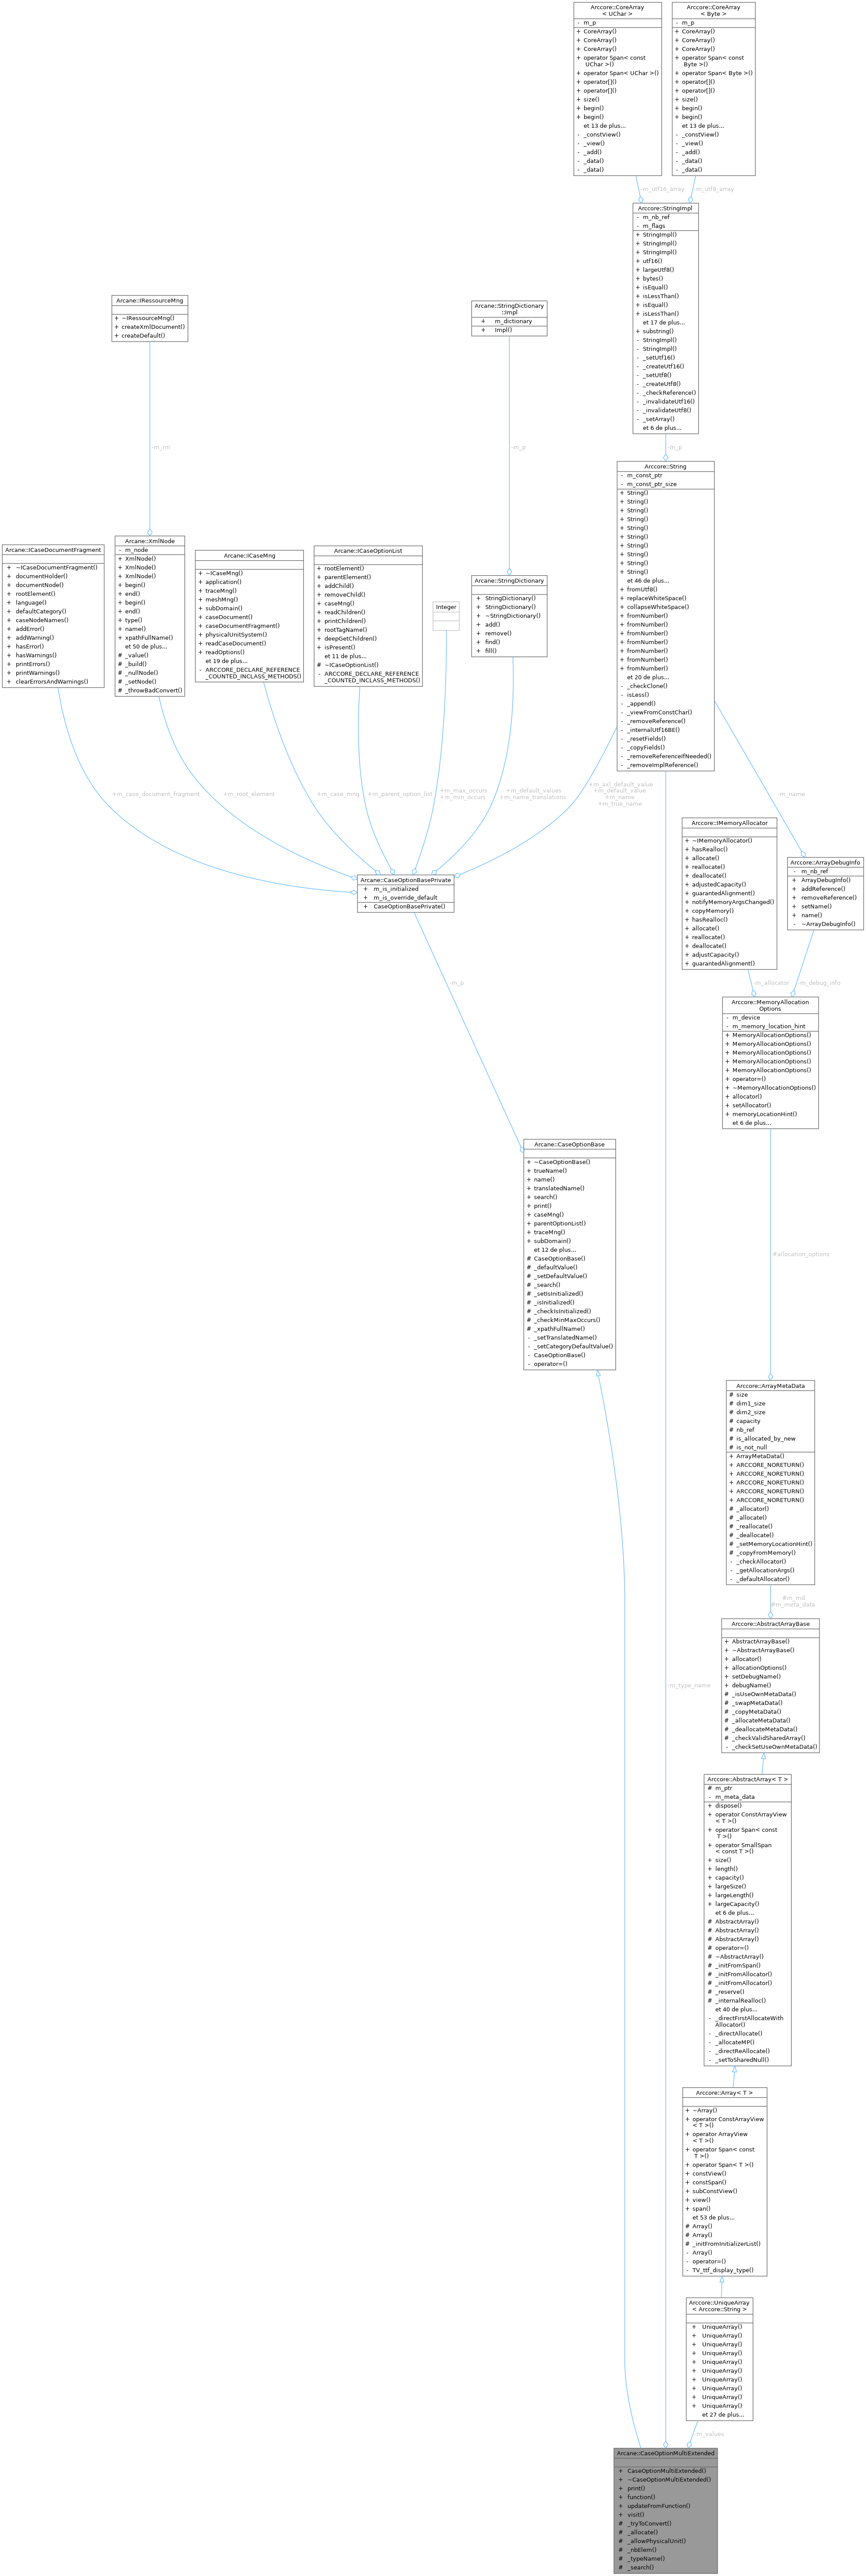 Arccore::CoreArray
< UChar >
- m_p
+ CoreArray()
+ CoreArray()
+ CoreArray()
+ operator Span< const
UChar >()
+ operator Span< UChar >()
+ operator[]()
+ operator[]()
+ size()
+ begin()
+ begin()
et 13 de plus...
- _constView()
- _view()
- _add()
- _data()
- _data()
Arccore::CoreArray
< Byte >
- m_p
+ CoreArray()
+ CoreArray()
+ CoreArray()
+ operator Span< const
Byte >()
+ operator Span< Byte >()
+ operator[]()
+ operator[]()
+ size()
+ begin()
+ begin()
et 13 de plus...
- _constView()
- _view()
- _add()
- _data()
- _data()
-m_utf16_array
-m_utf8_array
Arccore::StringImpl
- m_nb_ref
- m_flags
+ StringImpl()
+ StringImpl()
+ StringImpl()
+ utf16()
+ largeUtf8()
+ bytes()
+ isEqual()
+ isLessThan()
+ isEqual()
+ isLessThan()
et 17 de plus...
+ substring()
- StringImpl()
- StringImpl()
- _setUtf16()
- _createUtf16()
- _setUtf8()
- _createUtf8()
- _checkReference()
- _invalidateUtf16()
- _invalidateUtf8()
- _setArray()
et 6 de plus...
Arcane::IRessourceMng
+ ~IRessourceMng()
+ createXmlDocument()
+ createDefault()
Arcane::StringDictionary
::Impl
+ m_dictionary
+ Impl()
-m_rm
-m_p
-m_p
Arccore::String
- m_const_ptr
- m_const_ptr_size
+ String()
+ String()
+ String()
+ String()
+ String()
+ String()
+ String()
+ String()
+ String()
+ String()
et 46 de plus...
+ fromUtf8()
+ replaceWhiteSpace()
+ collapseWhiteSpace()
+ fromNumber()
+ fromNumber()
+ fromNumber()
+ fromNumber()
+ fromNumber()
+ fromNumber()
+ fromNumber()
et 20 de plus...
- _checkClone()
- isLess()
- _append()
- _viewFromConstChar()
- _removeReference()
- _internalUtf16BE()
- _resetFields()
- _copyFields()
- _removeReferenceIfNeeded()
- _removeImplReference()
Arcane::ICaseDocumentFragment
+ ~ICaseDocumentFragment()
+ documentHolder()
+ documentNode()
+ rootElement()
+ language()
+ defaultCategory()
+ caseNodeNames()
+ addError()
+ addWarning()
+ hasError()
+ hasWarnings()
+ printErrors()
+ printWarnings()
+ clearErrorsAndWarnings()
Arcane::XmlNode
- m_node
+ XmlNode()
+ XmlNode()
+ XmlNode()
+ begin()
+ end()
+ begin()
+ end()
+ type()
+ name()
+ xpathFullName()
et 50 de plus...
# _value()
# _build()
# _nullNode()
# _setNode()
# _throwBadConvert()
Arcane::ICaseMng
+ ~ICaseMng()
+ application()
+ traceMng()
+ meshMng()
+ subDomain()
+ caseDocument()
+ caseDocumentFragment()
+ physicalUnitSystem()
+ readCaseDocument()
+ readOptions()
et 19 de plus...
- ARCCORE_DECLARE_REFERENCE
_COUNTED_INCLASS_METHODS()
Arcane::ICaseOptionList
+ rootElement()
+ parentElement()
+ addChild()
+ removeChild()
+ caseMng()
+ readChildren()
+ printChildren()
+ rootTagName()
+ deepGetChildren()
+ isPresent()
et 11 de plus...
# ~ICaseOptionList()
- ARCCORE_DECLARE_REFERENCE
_COUNTED_INCLASS_METHODS()
Integer
Arcane::StringDictionary
+ StringDictionary()
+ StringDictionary()
+ ~StringDictionary()
+ add()
+ remove()
+ find()
+ fill()
+m_case_document_fragment
+m_root_element
+m_case_mng
+m_parent_option_list
+m_max_occurs
+m_min_occurs
+m_default_values
+m_name_translations
+m_axl_default_value
+m_default_value
+m_name
+m_true_name
-m_name
Arccore::IMemoryAllocator
+ ~IMemoryAllocator()
+ hasRealloc()
+ allocate()
+ reallocate()
+ deallocate()
+ adjustedCapacity()
+ guarantedAlignment()
+ notifyMemoryArgsChanged()
+ copyMemory()
+ hasRealloc()
+ allocate()
+ reallocate()
+ deallocate()
+ adjustCapacity()
+ guarantedAlignment()
Arccore::ArrayDebugInfo
- m_nb_ref
+ ArrayDebugInfo()
+ addReference()
+ removeReference()
+ setName()
+ name()
- ~ArrayDebugInfo()
Arcane::CaseOptionBasePrivate
+ m_is_initialized
+ m_is_override_default
+ CaseOptionBasePrivate()
-m_p
-m_allocator
-m_debug_info
Arccore::MemoryAllocation
Options
- m_device
- m_memory_location_hint
+ MemoryAllocationOptions()
+ MemoryAllocationOptions()
+ MemoryAllocationOptions()
+ MemoryAllocationOptions()
+ MemoryAllocationOptions()
+ operator=()
+ ~MemoryAllocationOptions()
+ allocator()
+ setAllocator()
+ memoryLocationHint()
et 6 de plus...
Arcane::CaseOptionBase
+ ~CaseOptionBase()
+ trueName()
+ name()
+ translatedName()
+ search()
+ print()
+ caseMng()
+ parentOptionList()
+ traceMng()
+ subDomain()
et 12 de plus...
# CaseOptionBase()
# _defaultValue()
# _setDefaultValue()
# _search()
# _setIsInitialized()
# _isInitialized()
# _checkIsInitialized()
# _checkMinMaxOccurs()
# _xpathFullName()
- _setTranslatedName()
- _setCategoryDefaultValue()
- CaseOptionBase()
- operator=()
#allocation_options
Arccore::ArrayMetaData
# size
# dim1_size
# dim2_size
# capacity
# nb_ref
# is_allocated_by_new
# is_not_null
+ ArrayMetaData()
+ ARCCORE_NORETURN()
+ ARCCORE_NORETURN()
+ ARCCORE_NORETURN()
+ ARCCORE_NORETURN()
+ ARCCORE_NORETURN()
# _allocator()
# _allocate()
# _reallocate()
# _deallocate()
# _setMemoryLocationHint()
# _copyFromMemory()
- _checkAllocator()
- _getAllocationArgs()
- _defaultAllocator()
#m_md
#m_meta_data
Arccore::AbstractArrayBase
+ AbstractArrayBase()
+ ~AbstractArrayBase()
+ allocator()
+ allocationOptions()
+ setDebugName()
+ debugName()
# _isUseOwnMetaData()
# _swapMetaData()
# _copyMetaData()
# _allocateMetaData()
# _deallocateMetaData()
# _checkValidSharedArray()
- _checkSetUseOwnMetaData()
-m_type_name
Arccore::AbstractArray< T >
# m_ptr
- m_meta_data
+ dispose()
+ operator ConstArrayView
< T >()
+ operator Span< const
T >()
+ operator SmallSpan
< const T >()
+ size()
+ length()
+ capacity()
+ largeSize()
+ largeLength()
+ largeCapacity()
et 6 de plus...
# AbstractArray()
# AbstractArray()
# AbstractArray()
# operator=()
# ~AbstractArray()
# _initFromSpan()
# _initFromAllocator()
# _initFromAllocator()
# _reserve()
# _internalRealloc()
et 40 de plus...
- _directFirstAllocateWith
Allocator()
- _directAllocate()
- _allocateMP()
- _directReAllocate()
- _setToSharedNull()
Arccore::Array< T >
+ ~Array()
+ operator ConstArrayView
< T >()
+ operator ArrayView
< T >()
+ operator Span< const
T >()
+ operator Span< T >()
+ constView()
+ constSpan()
+ subConstView()
+ view()
+ span()
et 53 de plus...
# Array()
# Array()
# _initFromInitializerList()
- Array()
- operator=()
- TV_ttf_display_type()
Arccore::UniqueArray
< Arccore::String >
+ UniqueArray()
+ UniqueArray()
+ UniqueArray()
+ UniqueArray()
+ UniqueArray()
+ UniqueArray()
+ UniqueArray()
+ UniqueArray()
+ UniqueArray()
+ UniqueArray()
et 27 de plus...
-m_values
Arcane::CaseOptionMultiExtended
+ CaseOptionMultiExtended()
+ ~CaseOptionMultiExtended()
+ print()
+ function()
+ updateFromFunction()
+ visit()
# _tryToConvert()
# _allocate()
# _allowPhysicalUnit()
# _nbElem()
# _typeName()
# _search()